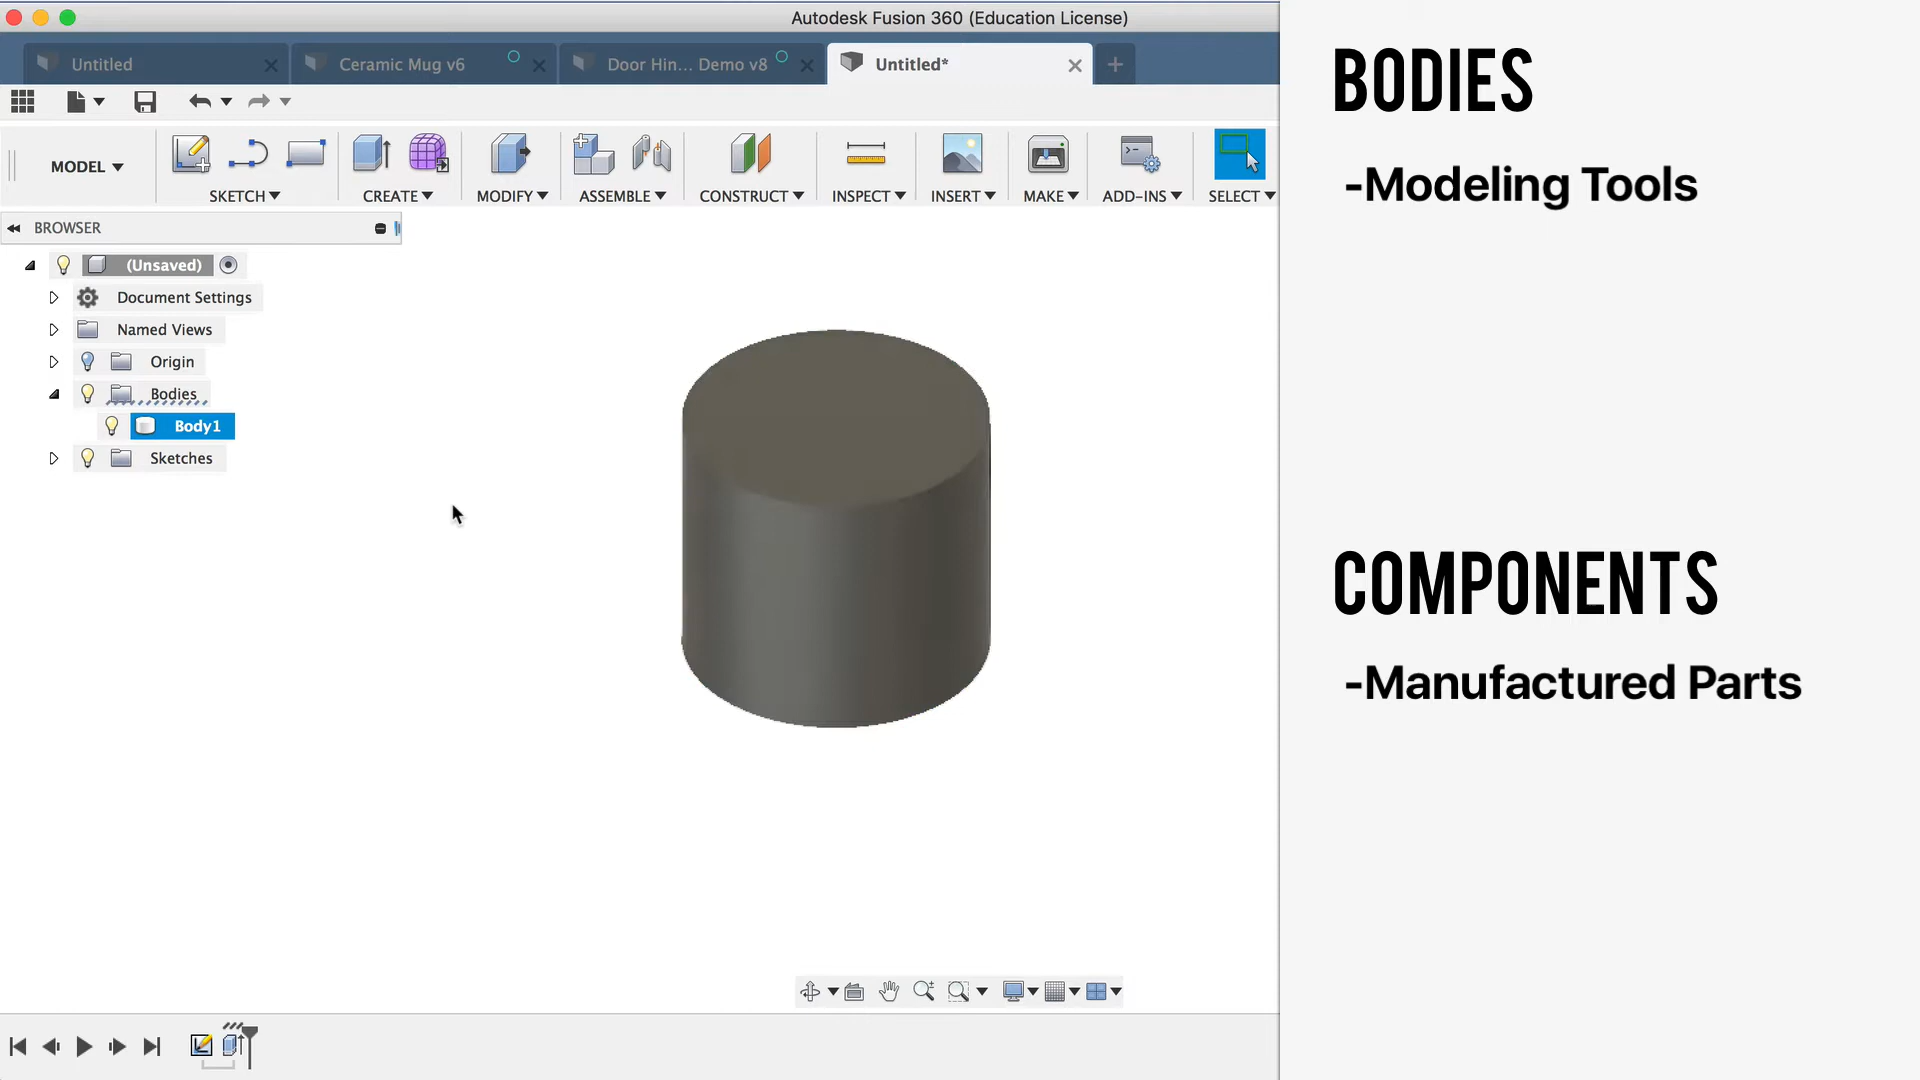 Autodesk Fusion 360 (Education License)
Untitled
Ceramic Mug v6
Door Hin... Demo v8
Untitled*
MODEL
SKETCH
CREATE
MODIFY
ASSEMBLE
CONSTRUCT
INSPECT
INSERT
MAKE
ADD-INS
SELECT
BROWSER
(Unsaved)
Document Settings
Named Views
Origin
Bodies
Body1
Sketches
BODIES
-Modeling Tools
COMPONENTS
-Manufactured Parts